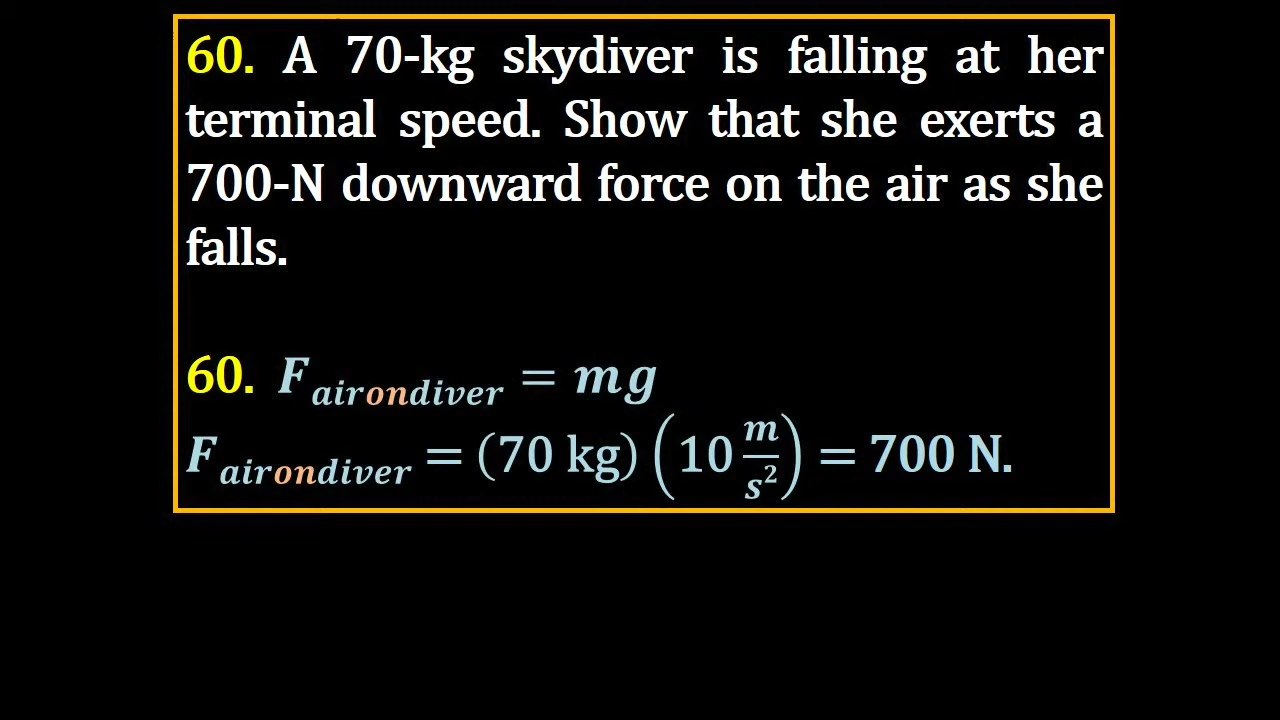 60. A 70-kg skydiver is falling at her
terminal speed. Show that she exerts a
700-N downward force on the air as she
falls.
60. F_airondiver = mg
F_airondiver = (70 kg) (10 m/s²) = 700 N.